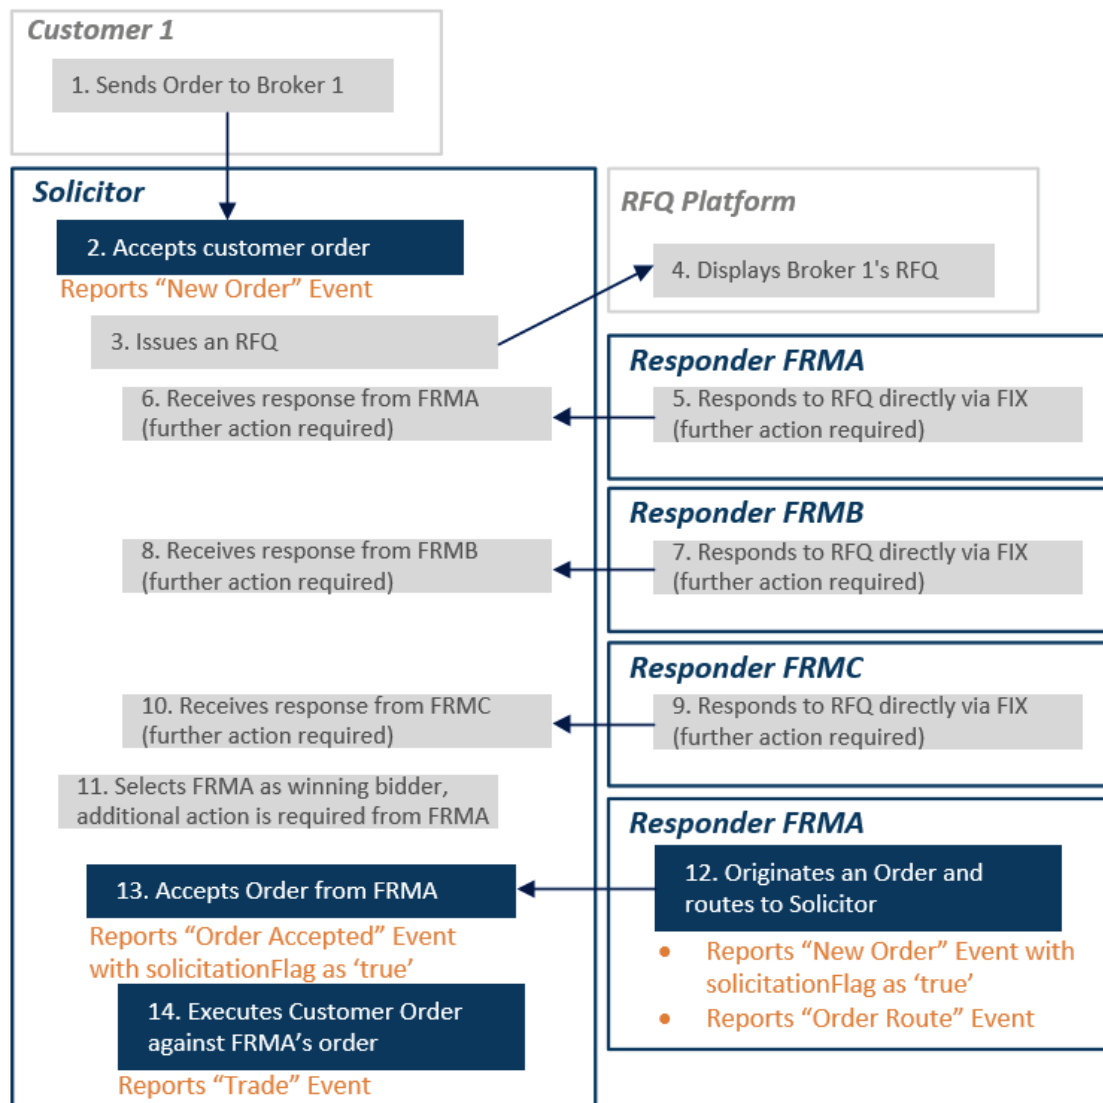 Customer 1
1. Sends Order to Broker 1
Solicitor
2. Accepts customer order
Reports “New Order” Event
3. Issues an RFQ
RFQ Platform
4. Displays Broker 1's RFQ
Responder FRMA
5. Responds to RFQ directly via FIX
(further action required)
6. Receives response from FRMA
(further action required)
Responder FRMB
7. Responds to RFQ directly via FIX
(further action required)
8. Receives response from FRMB
(further action required)
Responder FRMC
9. Responds to RFQ directly via FIX
(further action required)
10. Receives response from FRMC
(further action required)
11. Selects FRMA as winning bidder,
additional action is required from FRMA
Responder FRMA
12. Originates an Order and
routes to Solicitor
• Reports “New Order” Event with
solicitationFlag as ‘true’
• Reports “Order Route” Event
13. Accepts Order from FRMA
Reports “Order Accepted” Event
with solicitationFlag as ‘true’
14. Executes Customer Order
against FRMA’s order
Reports “Trade” Event